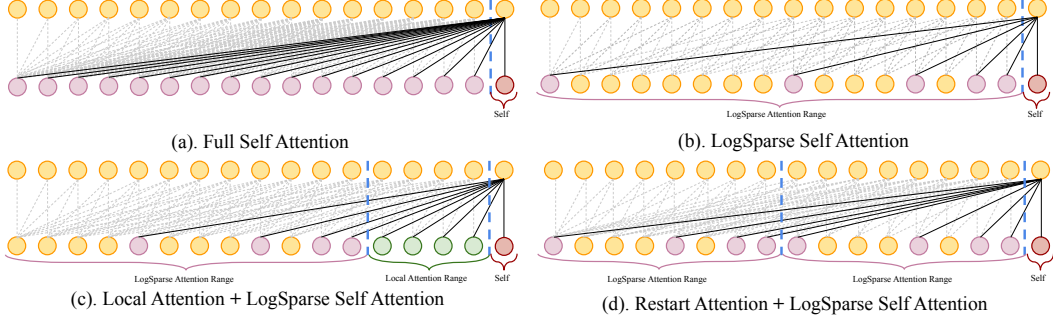 Self
LogSparse Attention Range
Self
(a). Full Self Attention
(b). LogSparse Self Attention
LogSparse Attention Range
Local Attention Range
Self
LogSparse Attention Range
LogSparse Attention Range
Self
(c). Local Attention + LogSparse Self Attention
(d). Restart Attention + LogSparse Self Attention